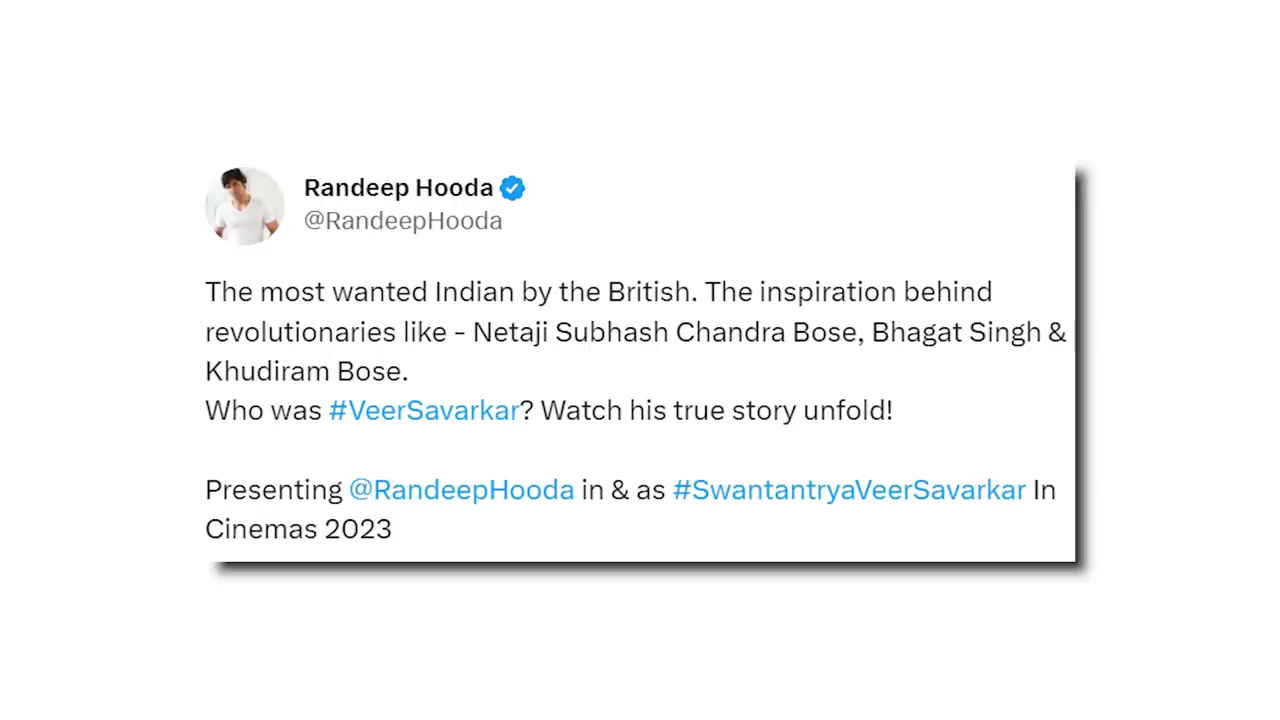 Randeep Hooda
@RandeepHooda
The most wanted Indian by the British. The inspiration behind
revolutionaries like - Netaji Subhash Chandra Bose, Bhagat Singh &
Khudiram Bose.
Who was #VeerSavarkar? Watch his true story unfold!
Presenting @RandeepHooda in & as #SwantantryaVeerSavarkar In
Cinemas 2023